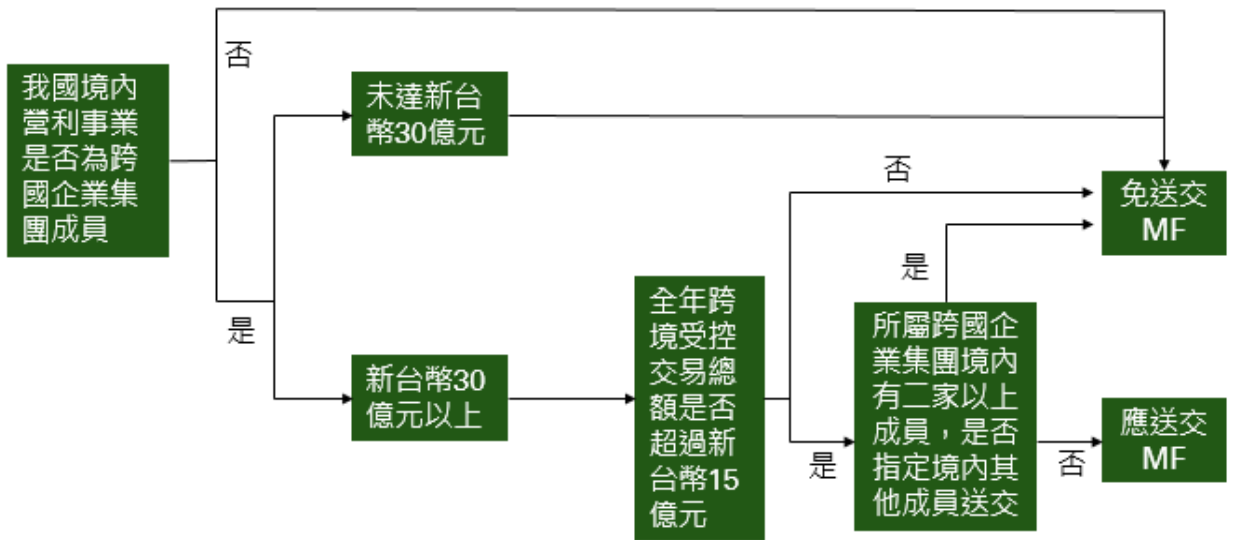 我國境內
營利事業
是否為跨
國企業集
團成員
否
是
未達新台
幣30億元
新台幣30
億元以上
全年跨
境受控
交易總
額是否
超過新
台幣15
億元
否
是
所屬跨國企
業集團境內
有二家以上
成員，是否
指定境內其
他成員送交
是
否
免送交
MF
應送交
MF